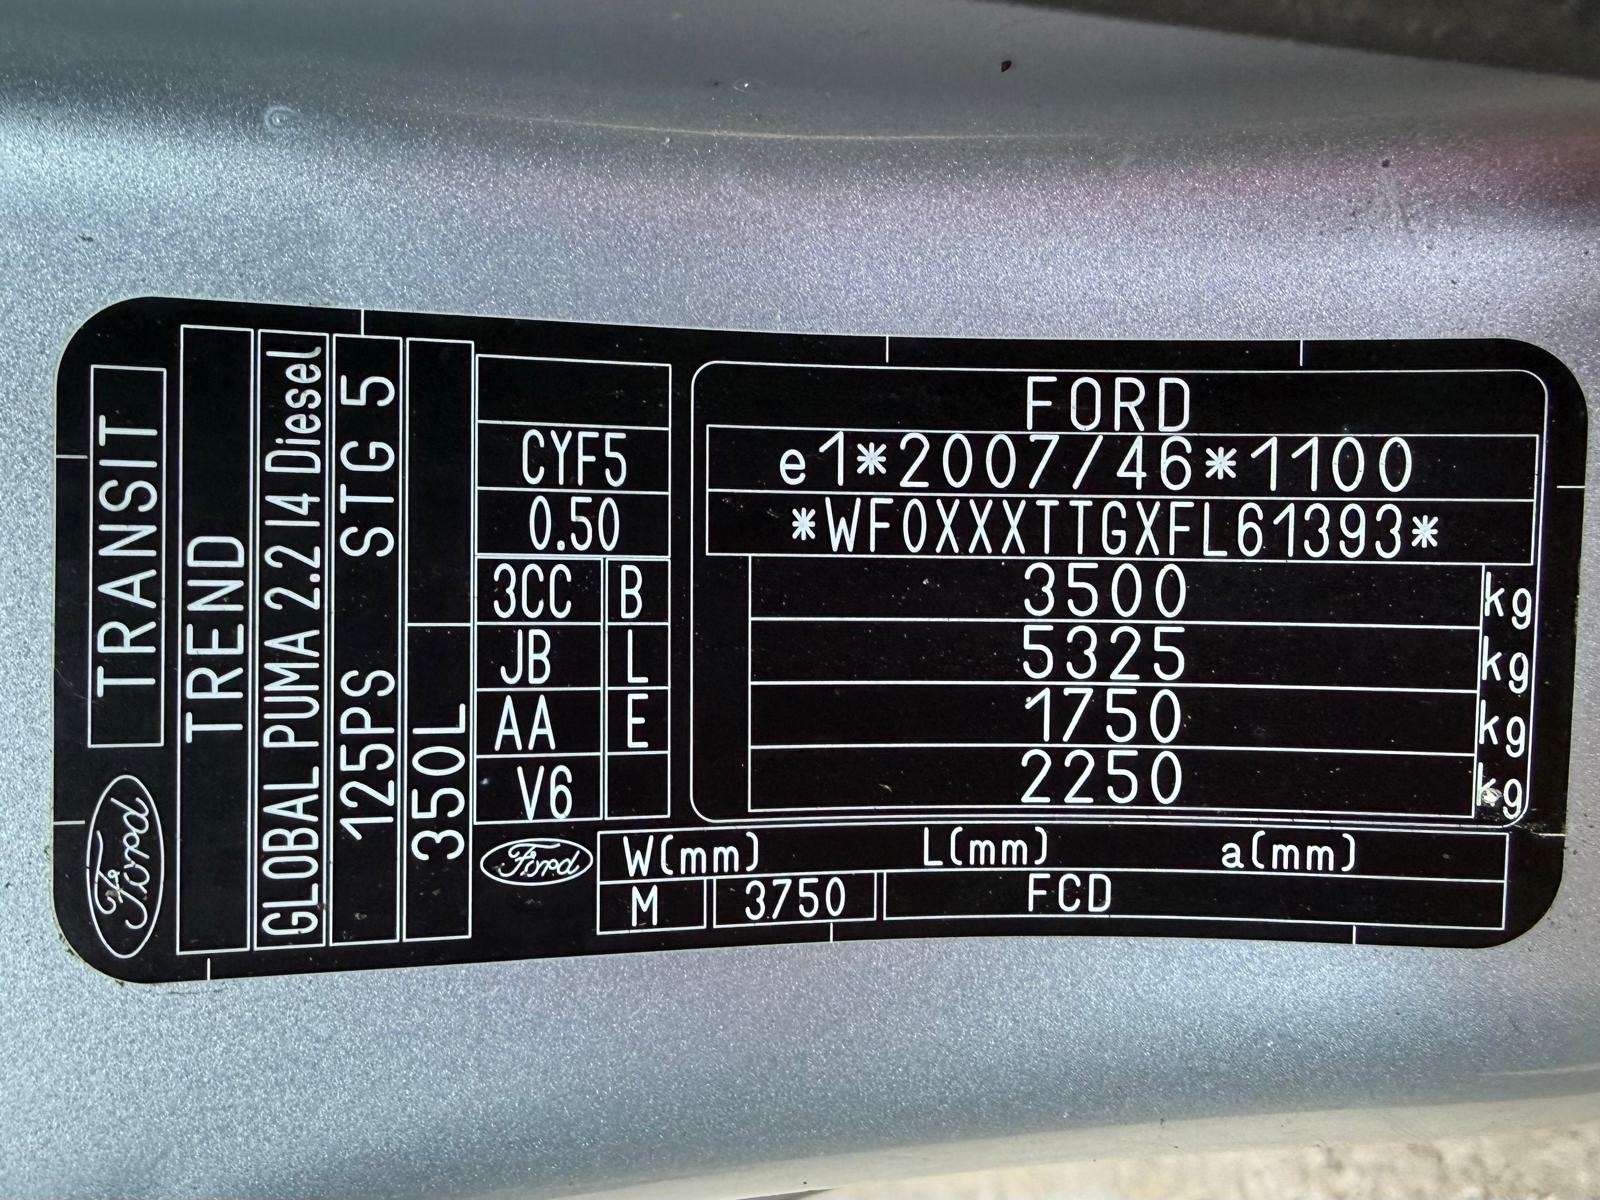 Ford
TRANSIT
TREND
GLOBAL PUMA 2.2 I4 Diesel
125PS STG 5
350L
CYF5
0.50
3CC B
JB L
AA E
V6
FORD
e1*2007/46*1100
*WF0XXXTTGXFL61393*
3500 kg
5325 kg
1750 kg
2250 kg
Ford
W(mm) L(mm) a(mm)
M 3.750 FCD